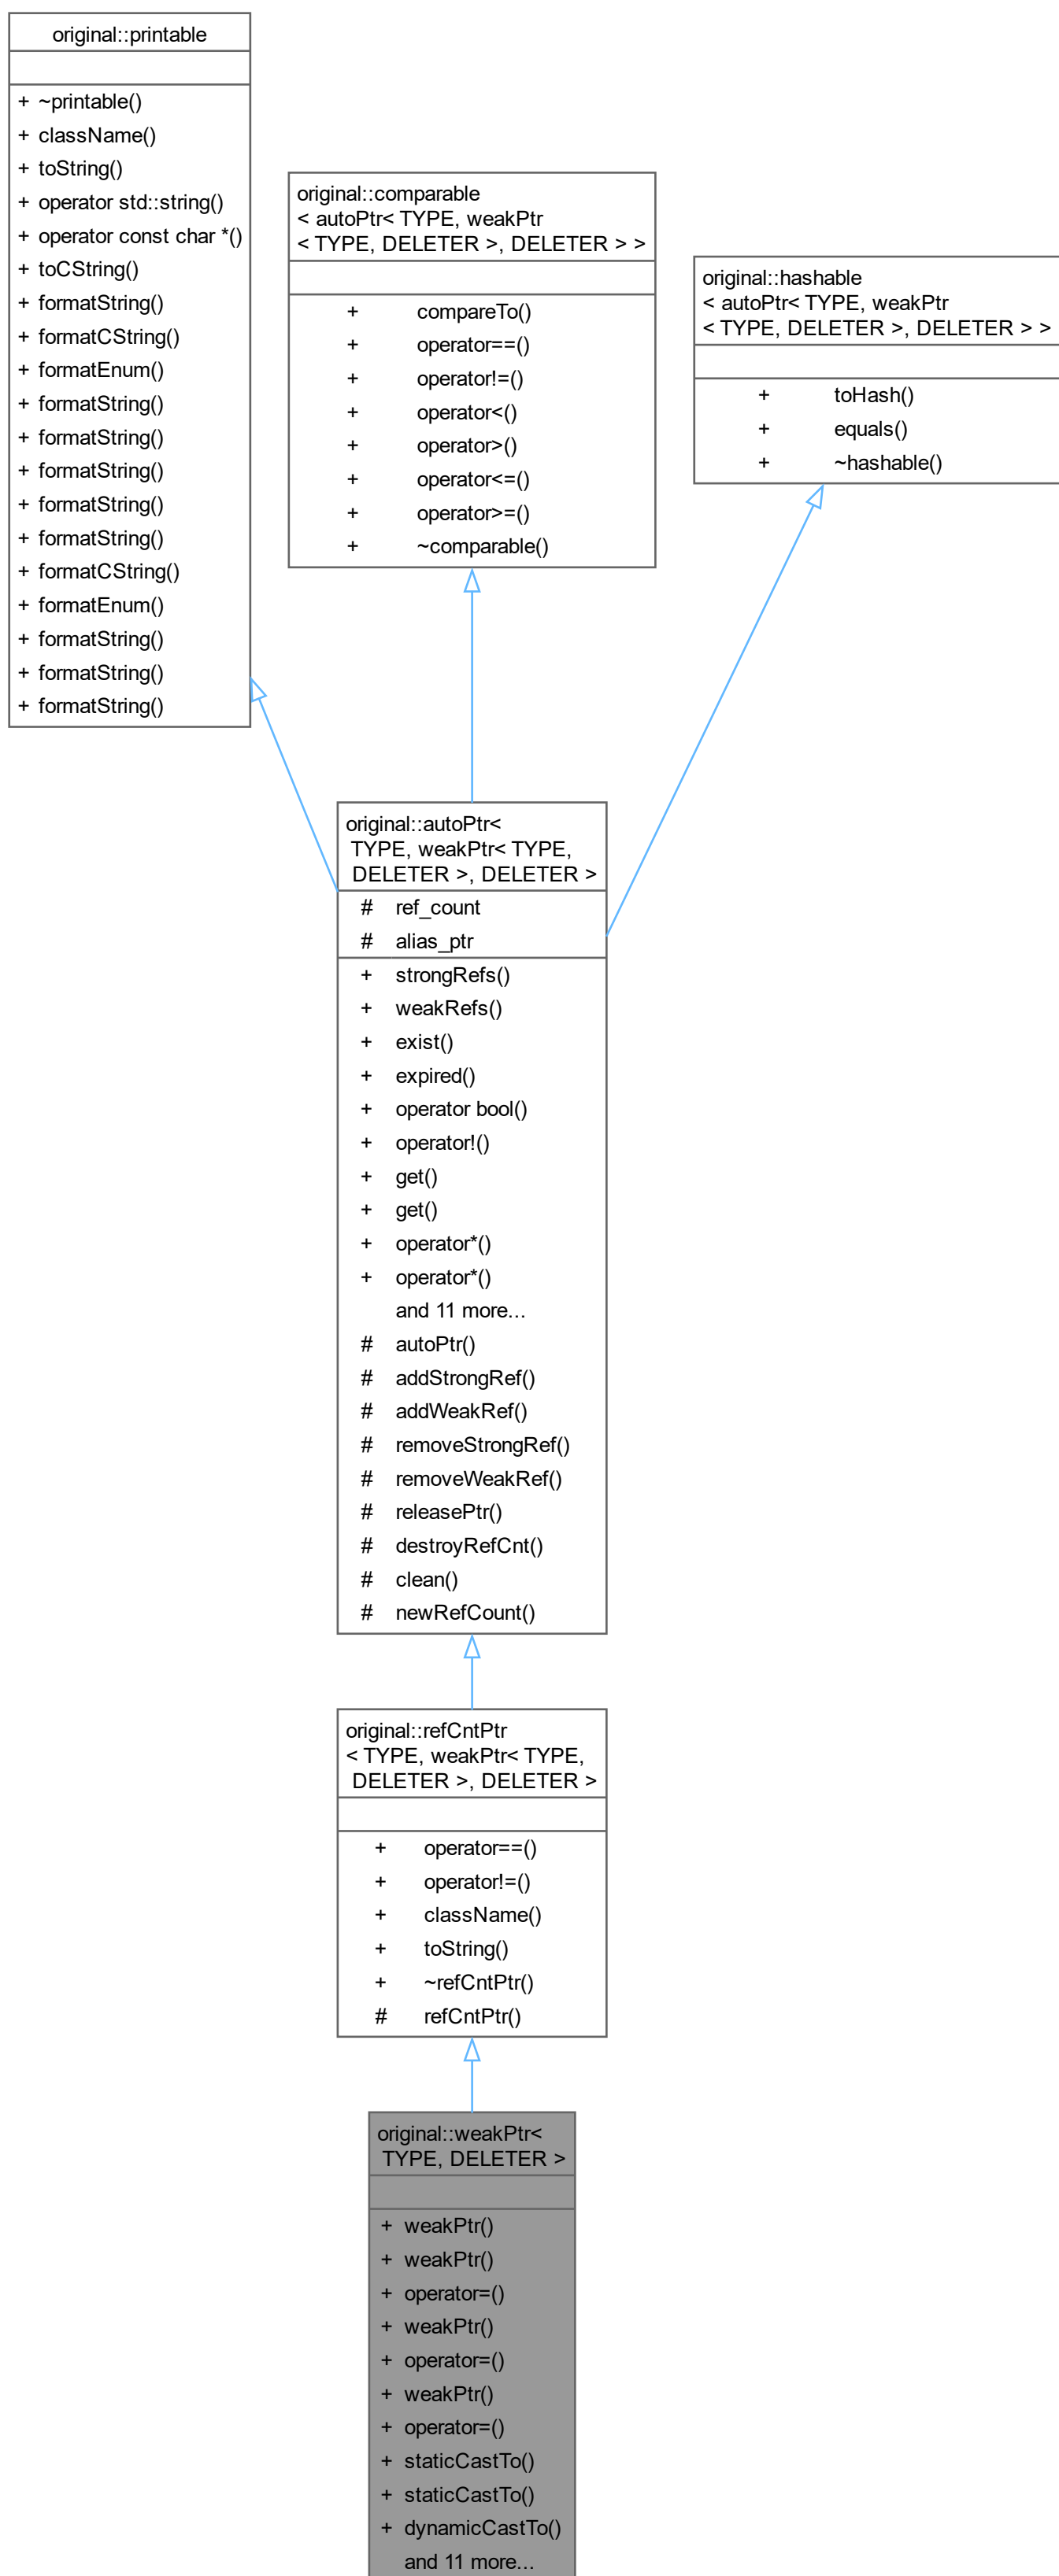 original::printable
+ ~printable()
+ className()
+ toString()
+ operator std::string()
+ operator const char *()
+ toCString()
+ formatString()
+ formatCString()
+ formatEnum()
+ formatString()
+ formatString()
+ formatString()
+ formatString()
+ formatString()
+ formatCString()
+ formatEnum()
+ formatString()
+ formatString()
+ formatString()
original::comparable
< autoPtr< TYPE, weakPtr
< TYPE, DELETER >, DELETER > >
+ compareTo()
+ operator==()
+ operator!=()
+ operator<()
+ operator>()
+ operator<=()
+ operator>=()
+ ~comparable()
original::hashable
< autoPtr< TYPE, weakPtr
< TYPE, DELETER >, DELETER > >
+ toHash()
+ equals()
+ ~hashable()
original::autoPtr<
TYPE, weakPtr< TYPE,
DELETER >, DELETER >
# ref_count
# alias_ptr
+ strongRefs()
+ weakRefs()
+ exist()
+ expired()
+ operator bool()
+ operator!()
+ get()
+ get()
+ operator*()
+ operator*()
and 11 more...
# autoPtr()
# addStrongRef()
# addWeakRef()
# removeStrongRef()
# removeWeakRef()
# releasePtr()
# destroyRefCnt()
# clean()
# newRefCount()
original::refCntPtr
< TYPE, weakPtr< TYPE,
DELETER >, DELETER >
+ operator==()
+ operator!=()
+ className()
+ toString()
+ ~refCntPtr()
# refCntPtr()
original::weakPtr<
TYPE, DELETER >
+ weakPtr()
+ weakPtr()
+ operator=()
+ weakPtr()
+ operator=()
+ weakPtr()
+ operator=()
+ staticCastTo()
+ staticCastTo()
+ dynamicCastTo()
and 11 more...